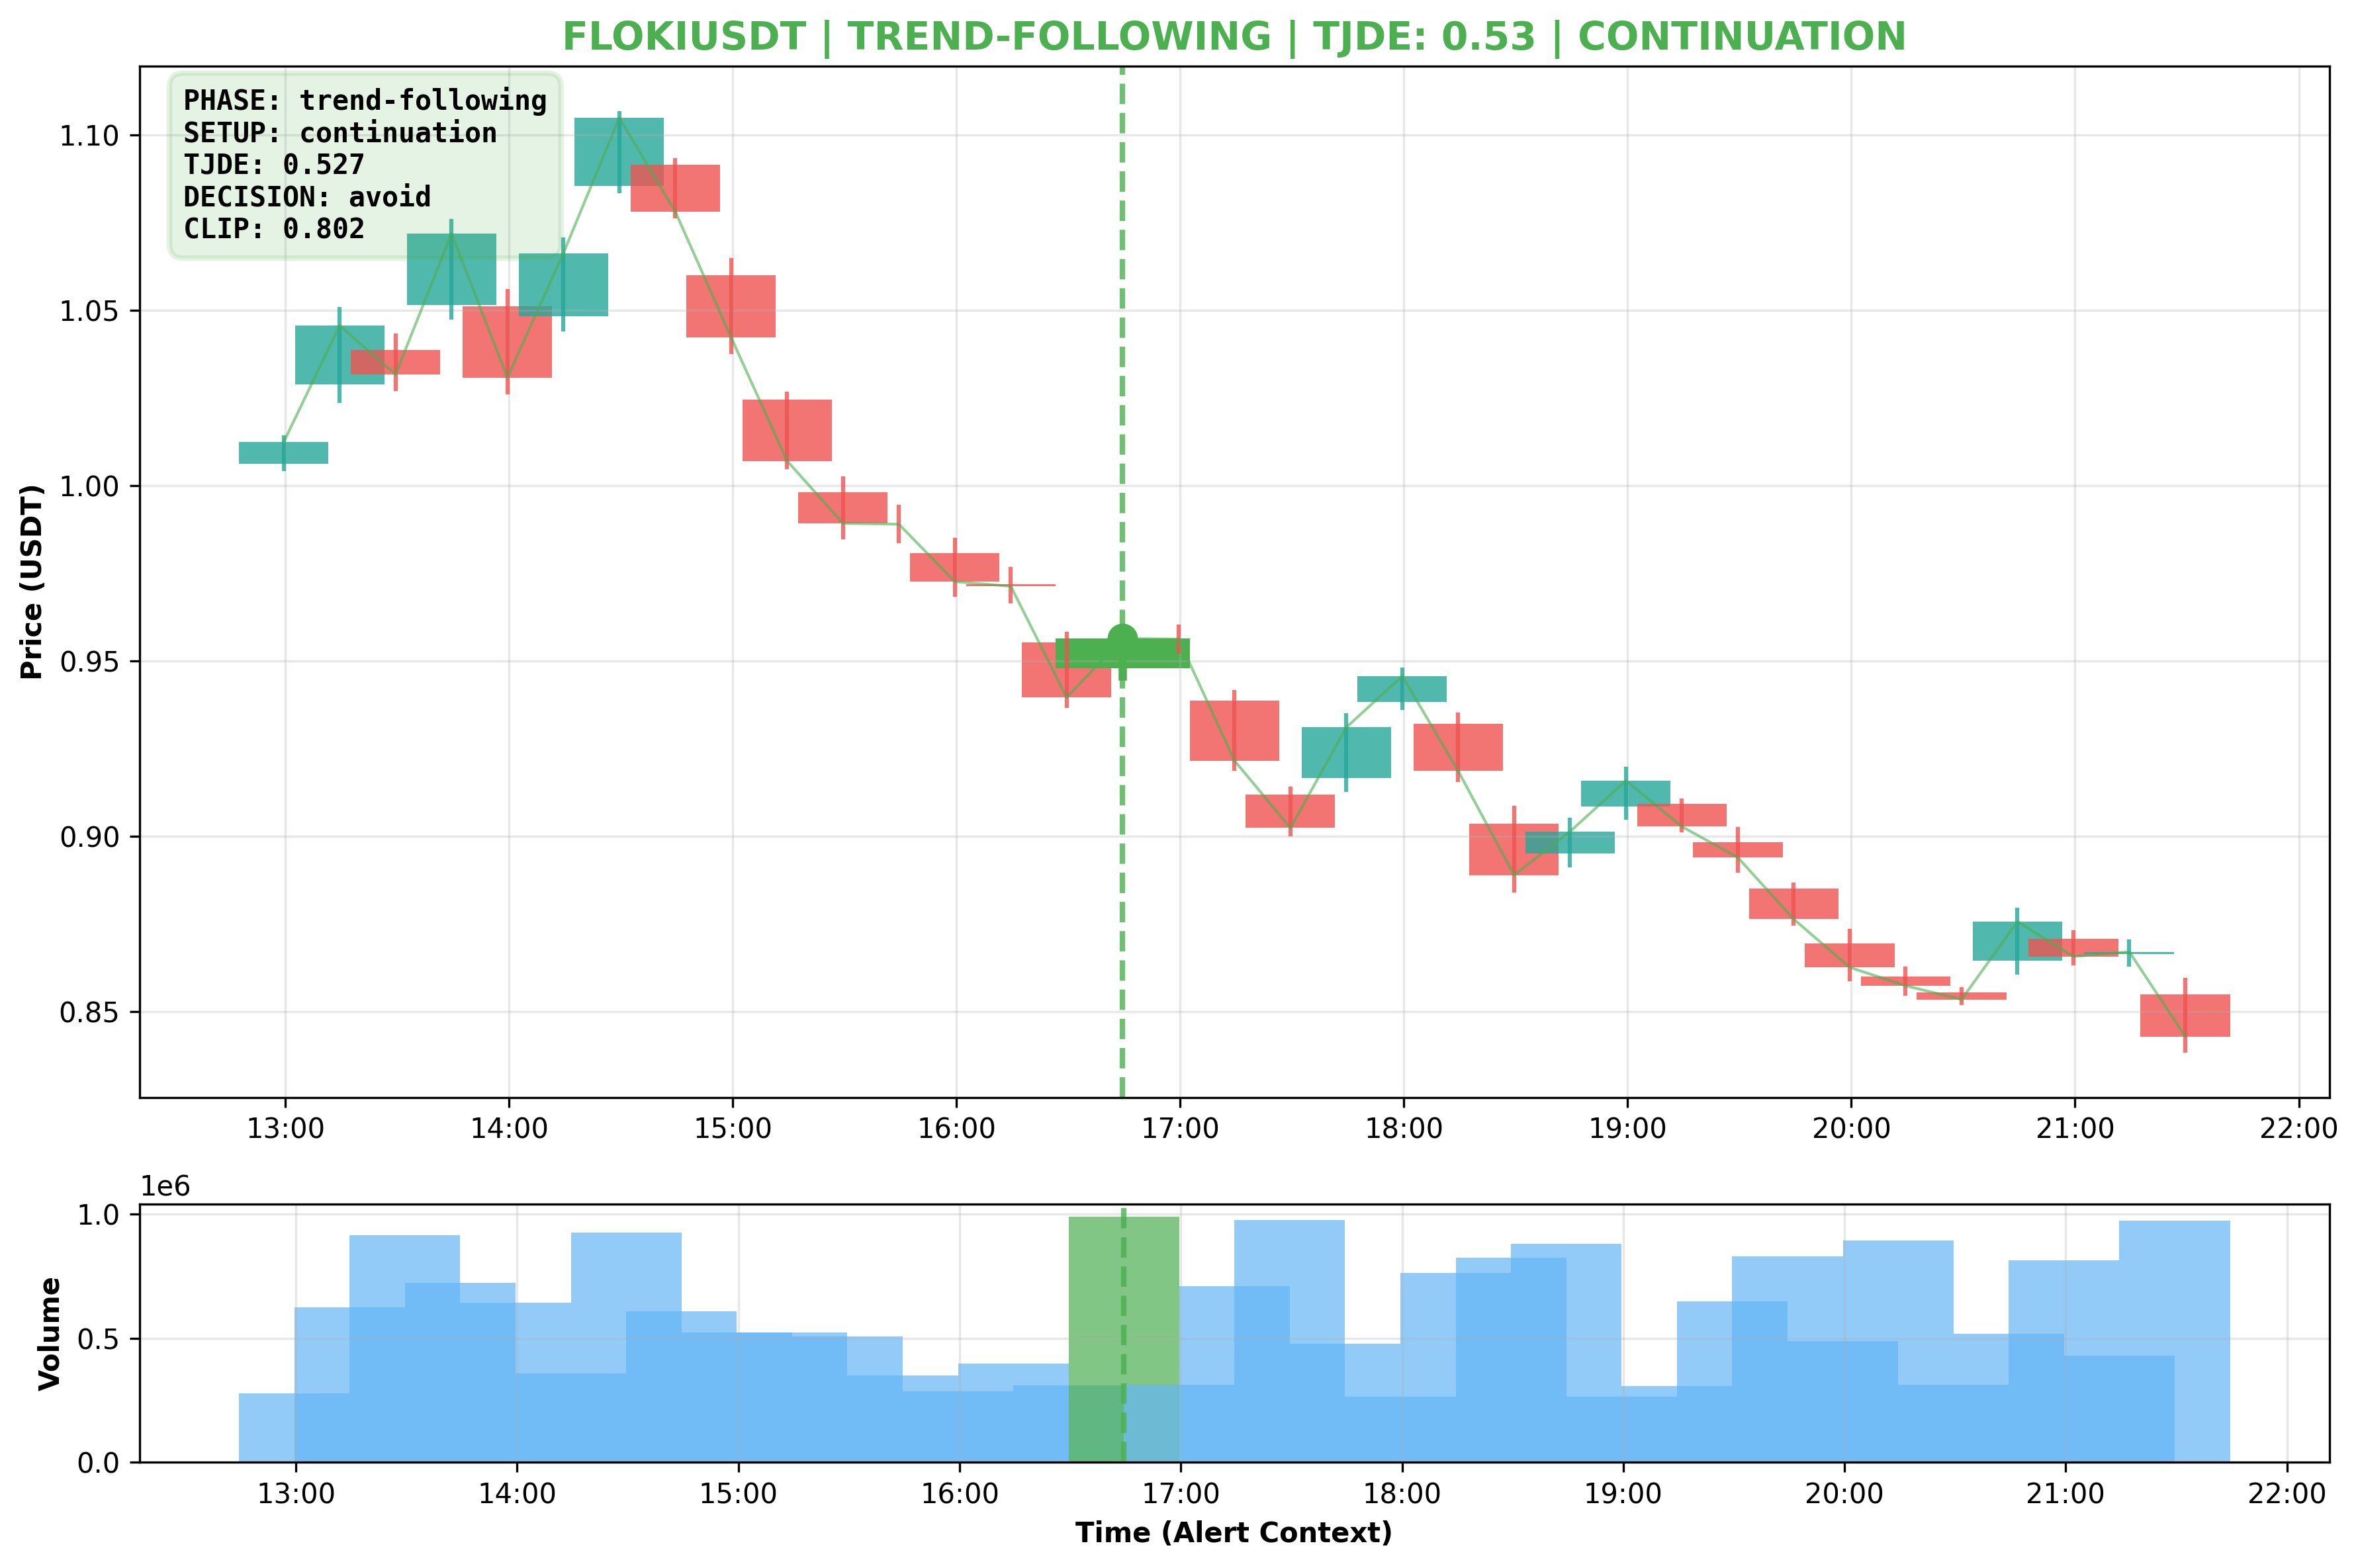 FLOKIUSDT | TREND-FOLLOWING | TJDE: 0.53 | CONTINUATION
PHASE: trend-following
SETUP: continuation
TJDE: 0.527
DECISION: avoid
CLIP: 0.802
Price (USDT)
1.10
1.05
1.00
0.95
0.90
0.85
13:00 14:00 15:00 16:00 17:00 18:00 19:00 20:00 21:00 22:00
1e6
Volume
1.0
0.5
0.0
13:00 14:00 15:00 16:00 17:00 18:00 19:00 20:00 21:00 22:00
Time (Alert Context)